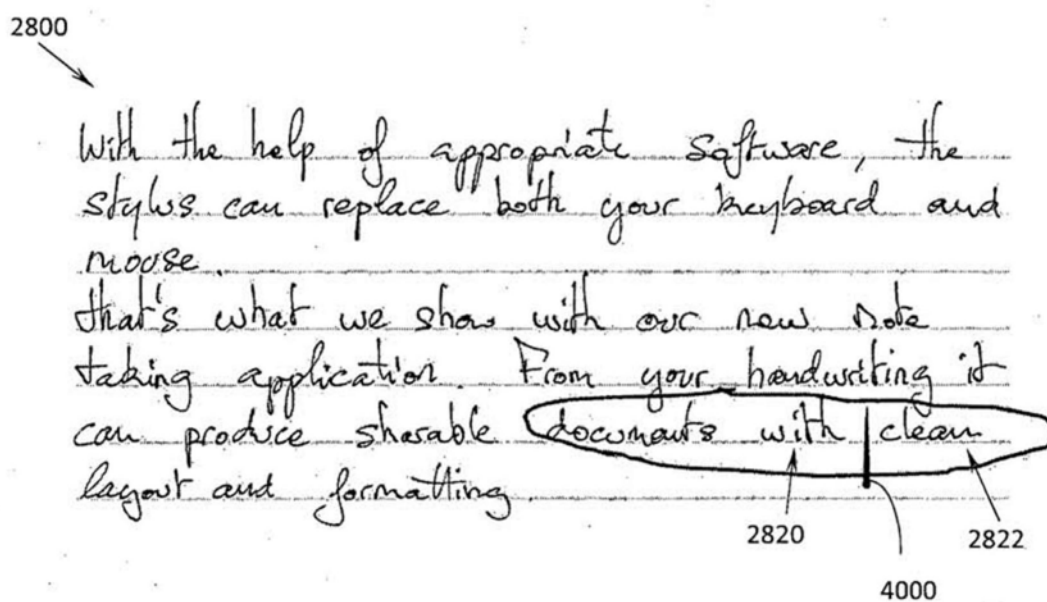 2800
With the help of appropriate software, the
stylus can replace both your keyboard and
mouse.
that's what we show with our new note
taking application. From your handwriting it
can produce sharable documents with clean
layout and formatting.
2820
2822
4000